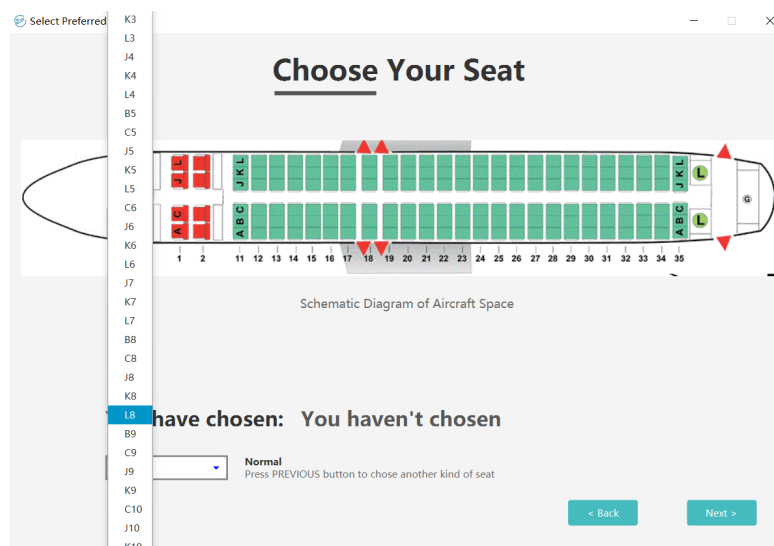 Select Preferred
K3
L3
J4
K4
L4
B5
C5
J5
K5
L5
C6
J6
K6
L6
J7
K7
L7
B8
C8
J8
K8
L8
B9
C9
J9
K9
C10
J10
K10
Choose Your Seat
J L
J K L
J K L
L
A C
A B C
A B C
L
G
1 2 11 12 13 14 15 16 17 18 19 20 21 22 23 24 25 26 27 28 29 30 31 32 33 34 35
Schematic Diagram of Aircraft Space
have chosen: You haven't chosen
Normal
Press PREVIOUS button to chose another kind of seat
< Back
Next >